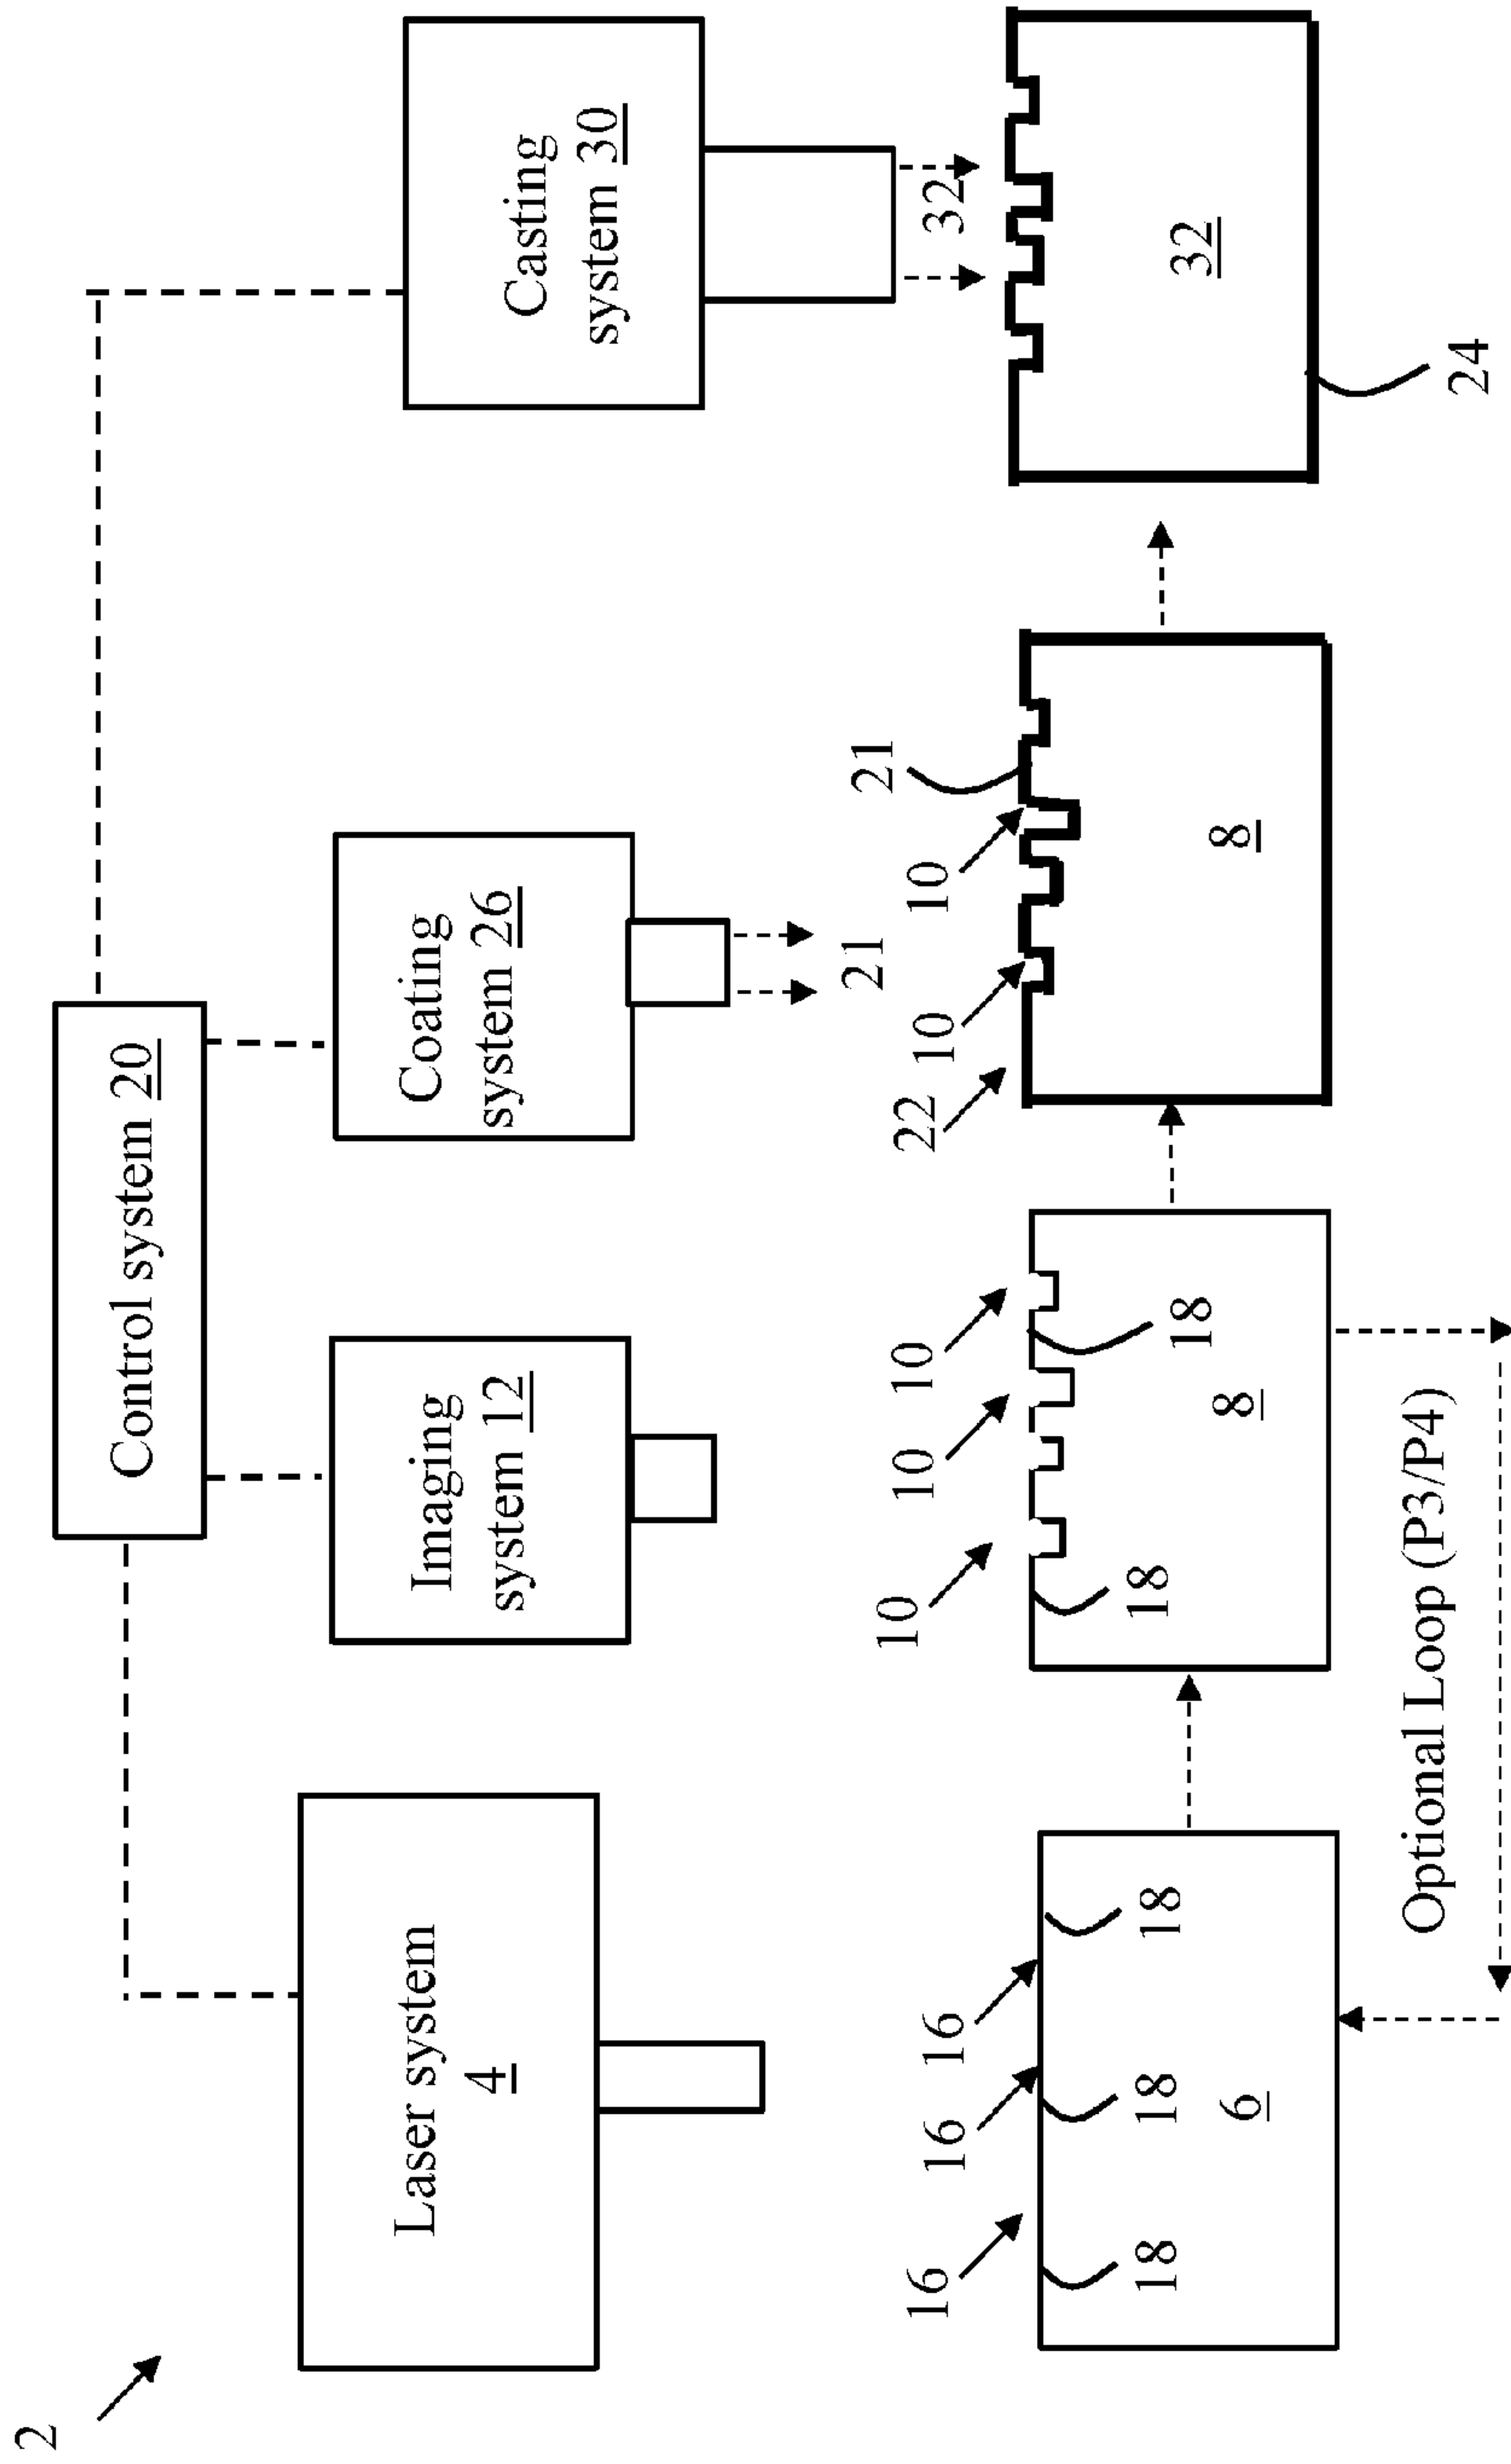 2
Control system 20
Laser system
4
Imaging
system 12
Coating
system 26
Casting
system 30
21
32
16
16
16
18
18
18
6
10
10
10
18
18
8
22
10
10
21
8
32
24
Optional Loop (P3/P4)